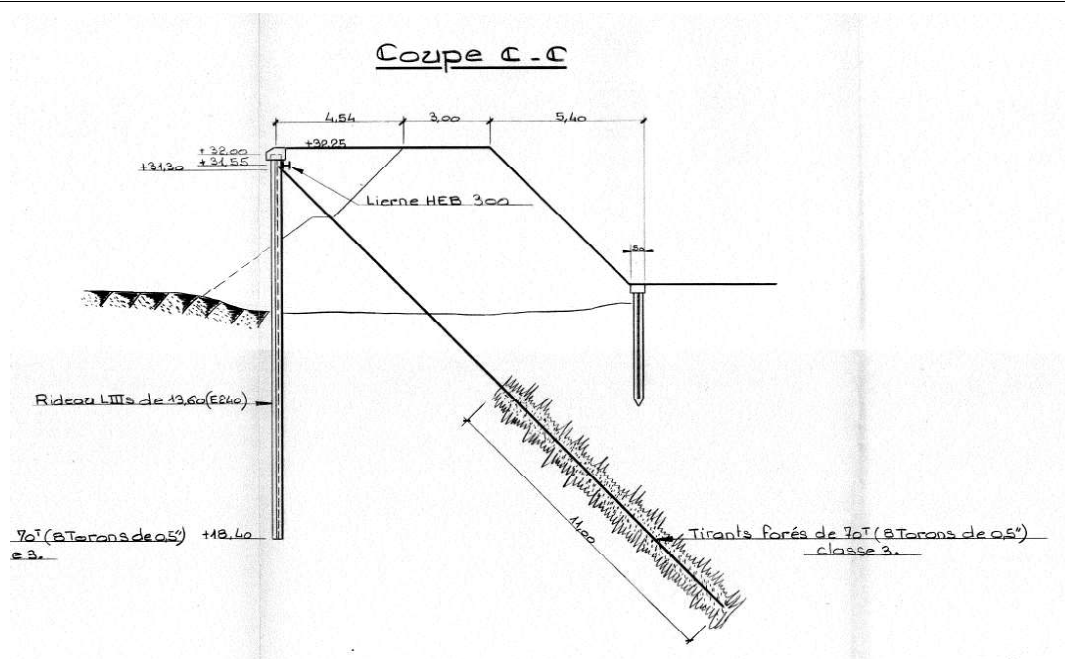 Coupe C-C
4,54
3,00
5,40
+32,00
+32,25
+31,30
+31,55
Lierne HEB 300
50
Rideau LIIIs de 13,60 (E240)
11,00
70T (8 Torons de 0,5")
e 3.
+18,40
Tirants forés de 70T (8 Torons de 0,5")
classe 3.